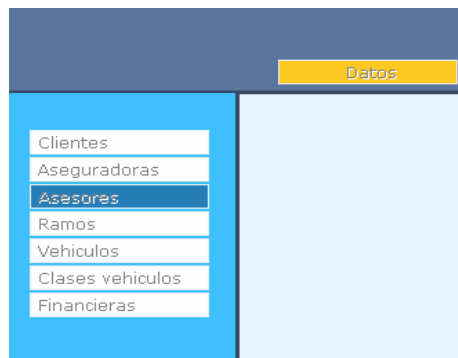 Datos
Clientes
Aseguradoras
Asesores
Ramos
Vehiculos
Clases vehiculos
Financieras